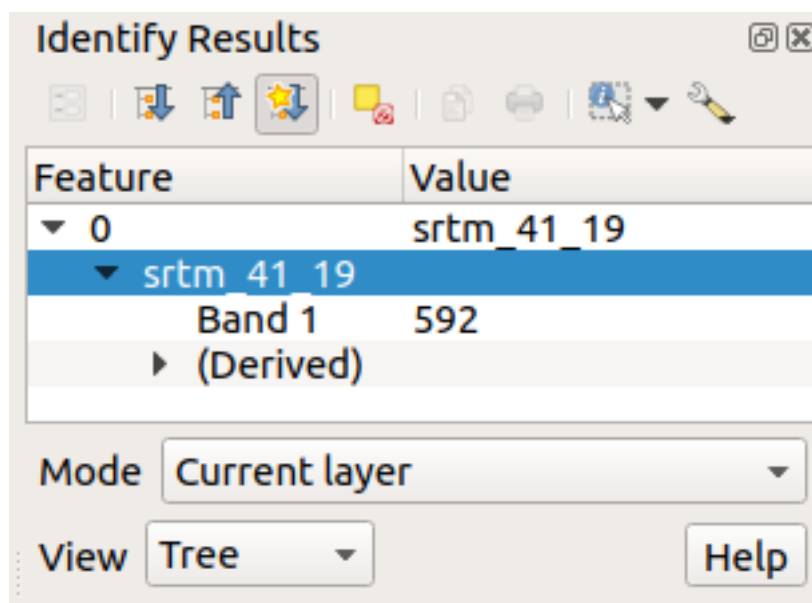 Identify Results
Feature Value
0 srtm_41_19
srtm_41_19
Band 1 592
(Derived)
Mode Current layer
View Tree Help